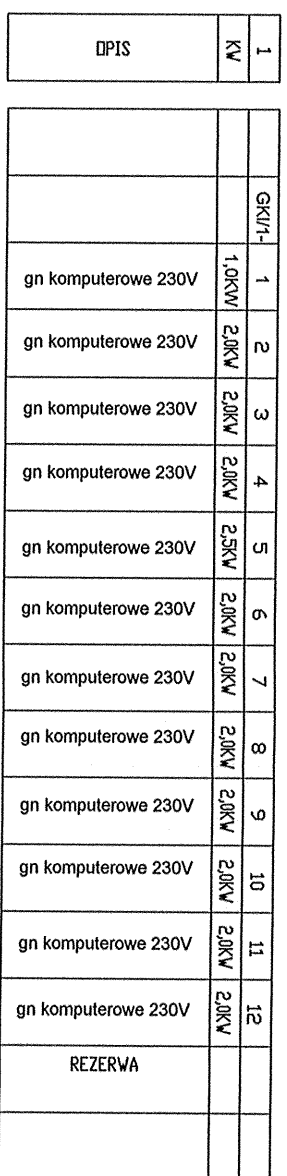 OPIS KW 1
GKI/1-
gn komputerowe 230V 1,0KW 1
gn komputerowe 230V 2,0KW 2
gn komputerowe 230V 2,0KW 3
gn komputerowe 230V 2,0KW 4
gn komputerowe 230V 2,5KW 5
gn komputerowe 230V 2,0KW 6
gn komputerowe 230V 2,0KW 7
gn komputerowe 230V 2,0KW 8
gn komputerowe 230V 2,0KW 9
gn komputerowe 230V 2,0KW 10
gn komputerowe 230V 2,0KW 11
gn komputerowe 230V 2,0KW 12
REZERWA